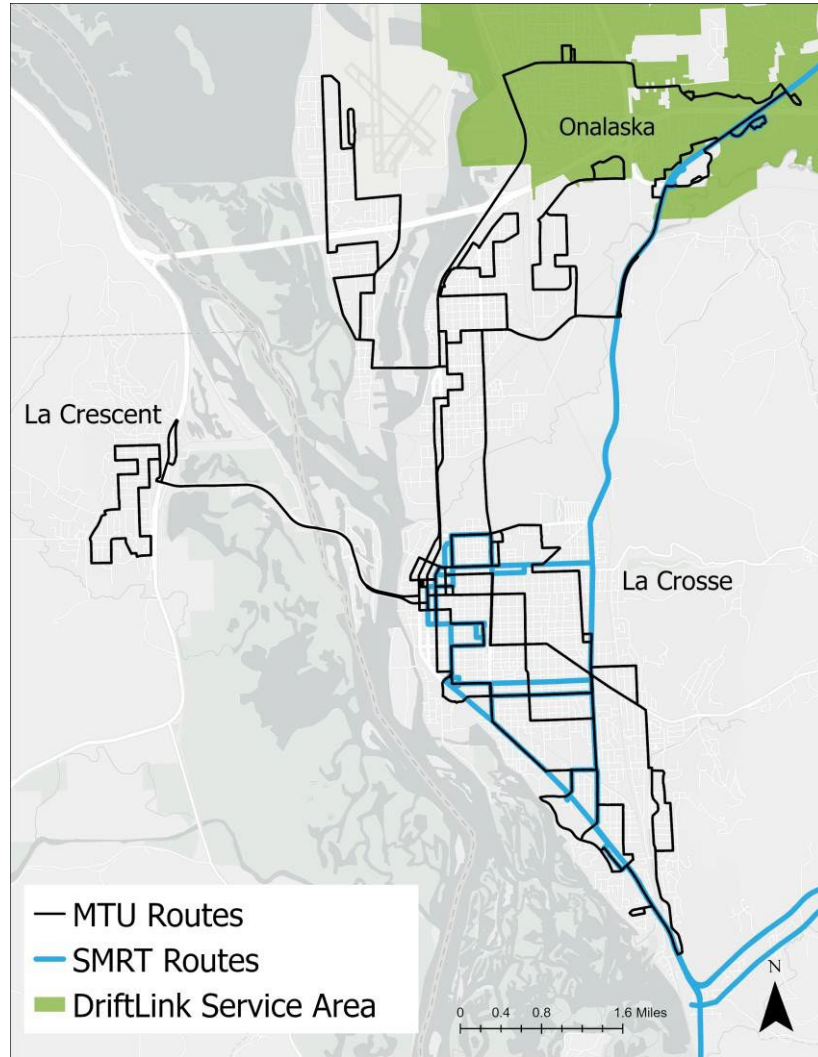 Onalaska
La Crescent
La Crosse
MTU Routes
SMRT Routes
DriftLink Service Area
N
0 0.4 0.8 1.6 Miles